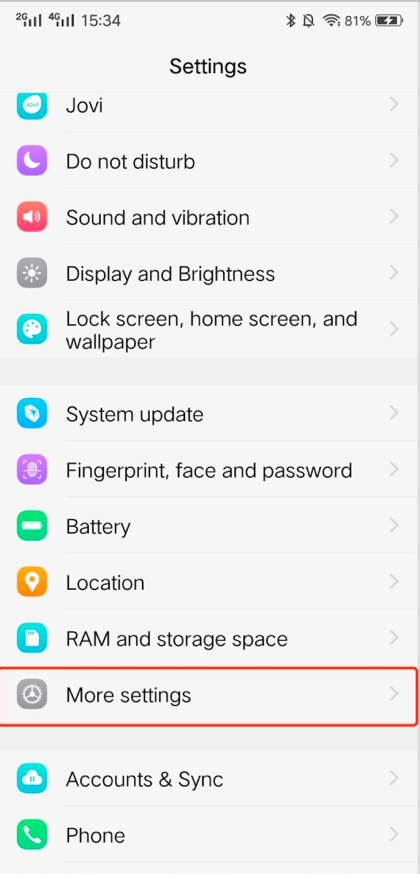 2G 4G 15:34 81%
Settings
Jovi
Jovi
Do not disturb
Sound and vibration
Display and Brightness
Lock screen, home screen, and
wallpaper
System update
Fingerprint, face and password
Battery
Location
RAM and storage space
More settings
Accounts & Sync
Phone